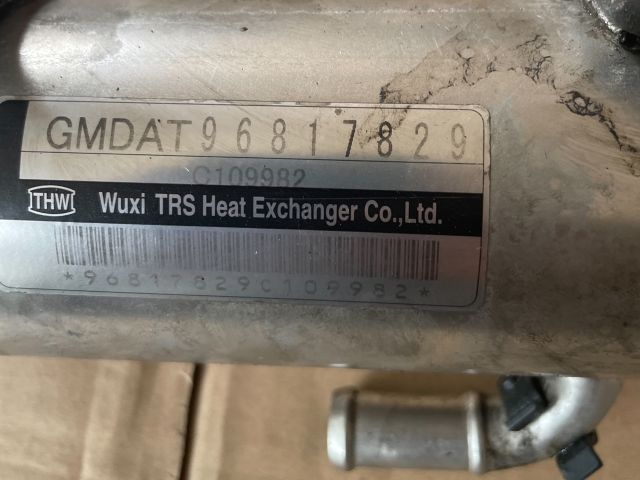 GMDAT96817829
C109982
THW Wuxi TRS Heat Exchanger Co.,Ltd.
*96817829C109982*